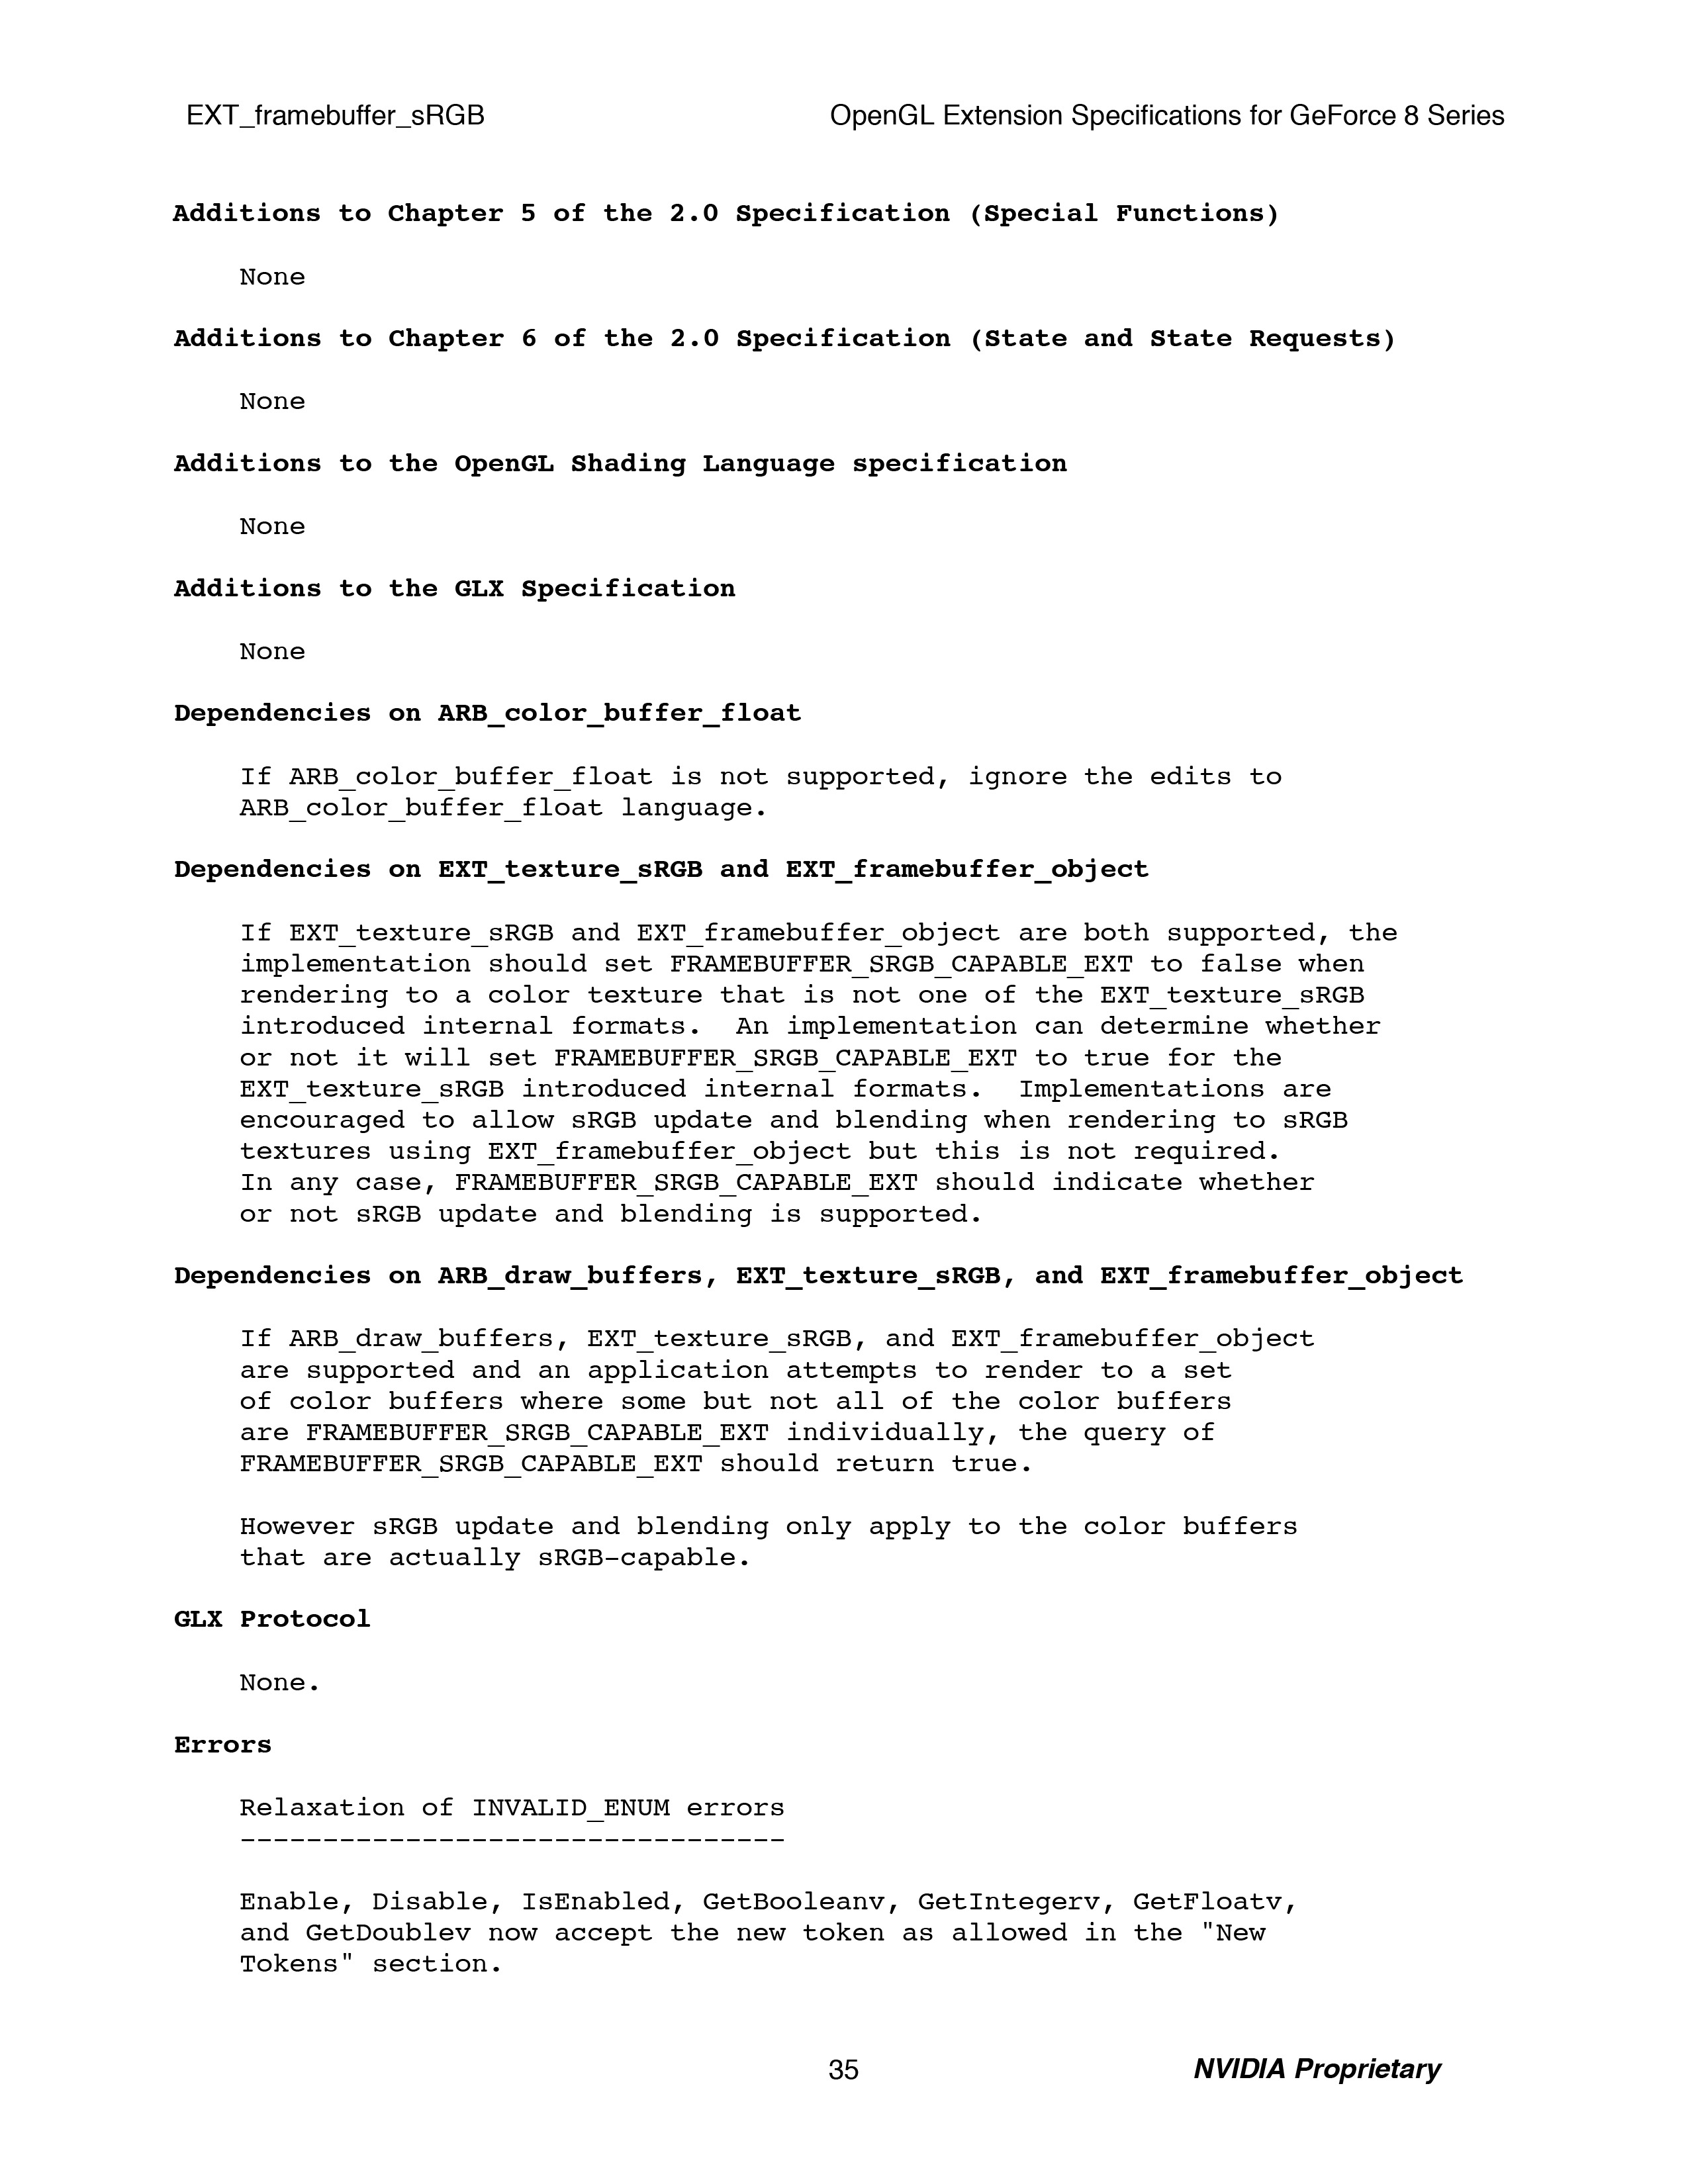 EXT_framebuffer_sRGB OpenGL Extension Specifications for GeForce 8 Series
Additions to Chapter 5 of the 2.0 Specification (Special Functions)
None
Additions to Chapter 6 of the 2.0 Specification (State and State Requests)
None
Additions to the OpenGL Shading Language specification
None
Additions to the GLX Specification
None
Dependencies on ARB_color_buffer_float
If ARB_color_buffer_float is not supported, ignore the edits to
ARB_color_buffer_float language.
Dependencies on EXT_texture_sRGB and EXT_framebuffer_object
If EXT_texture_sRGB and EXT_framebuffer_object are both supported, the
implementation should set FRAMEBUFFER_SRGB_CAPABLE_EXT to false when
rendering to a color texture that is not one of the EXT_texture_sRGB
introduced internal formats.  An implementation can determine whether
or not it will set FRAMEBUFFER_SRGB_CAPABLE_EXT to true for the
EXT_texture_sRGB introduced internal formats.  Implementations are
encouraged to allow sRGB update and blending when rendering to sRGB
textures using EXT_framebuffer_object but this is not required.
In any case, FRAMEBUFFER_SRGB_CAPABLE_EXT should indicate whether
or not sRGB update and blending is supported.
Dependencies on ARB_draw_buffers, EXT_texture_sRGB, and EXT_framebuffer_object
If ARB_draw_buffers, EXT_texture_sRGB, and EXT_framebuffer_object
are supported and an application attempts to render to a set
of color buffers where some but not all of the color buffers
are FRAMEBUFFER_SRGB_CAPABLE_EXT individually, the query of
FRAMEBUFFER_SRGB_CAPABLE_EXT should return true.
However sRGB update and blending only apply to the color buffers
that are actually sRGB-capable.
GLX Protocol
None.
Errors
Relaxation of INVALID_ENUM errors
---------------------------------
Enable, Disable, IsEnabled, GetBooleanv, GetIntegerv, GetFloatv,
and GetDoublev now accept the new token as allowed in the "New
Tokens" section.
35 NVIDIA Proprietary